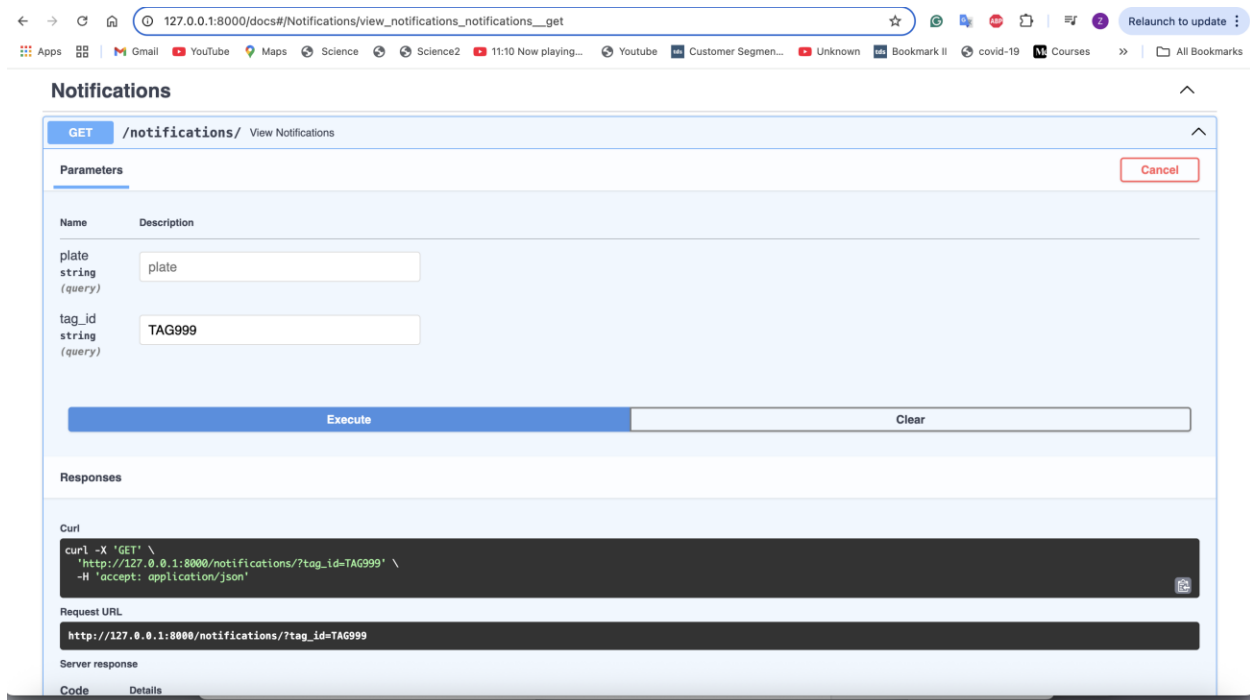 127.0.0.1:8000/docs#/Notifications/view_notifications_notifications__get
Z
Relaunch to update
Apps Gmail YouTube Maps Science Science2 11:10 Now playing... Youtube Customer Segmen... Unknown Bookmark II covid-19 Courses » All Bookmarks
Notifications
GET /notifications/ View Notifications
Parameters
Cancel
Name Description
plate
string
(query)
plate
tag_id
string
(query)
TAG999
Execute Clear
Responses
Curl
curl -X 'GET' \
'http://127.0.0.1:8000/notifications/?tag_id=TAG999' \
-H 'accept: application/json'
Request URL
http://127.0.0.1:8000/notifications/?tag_id=TAG999
Server response
Code Details